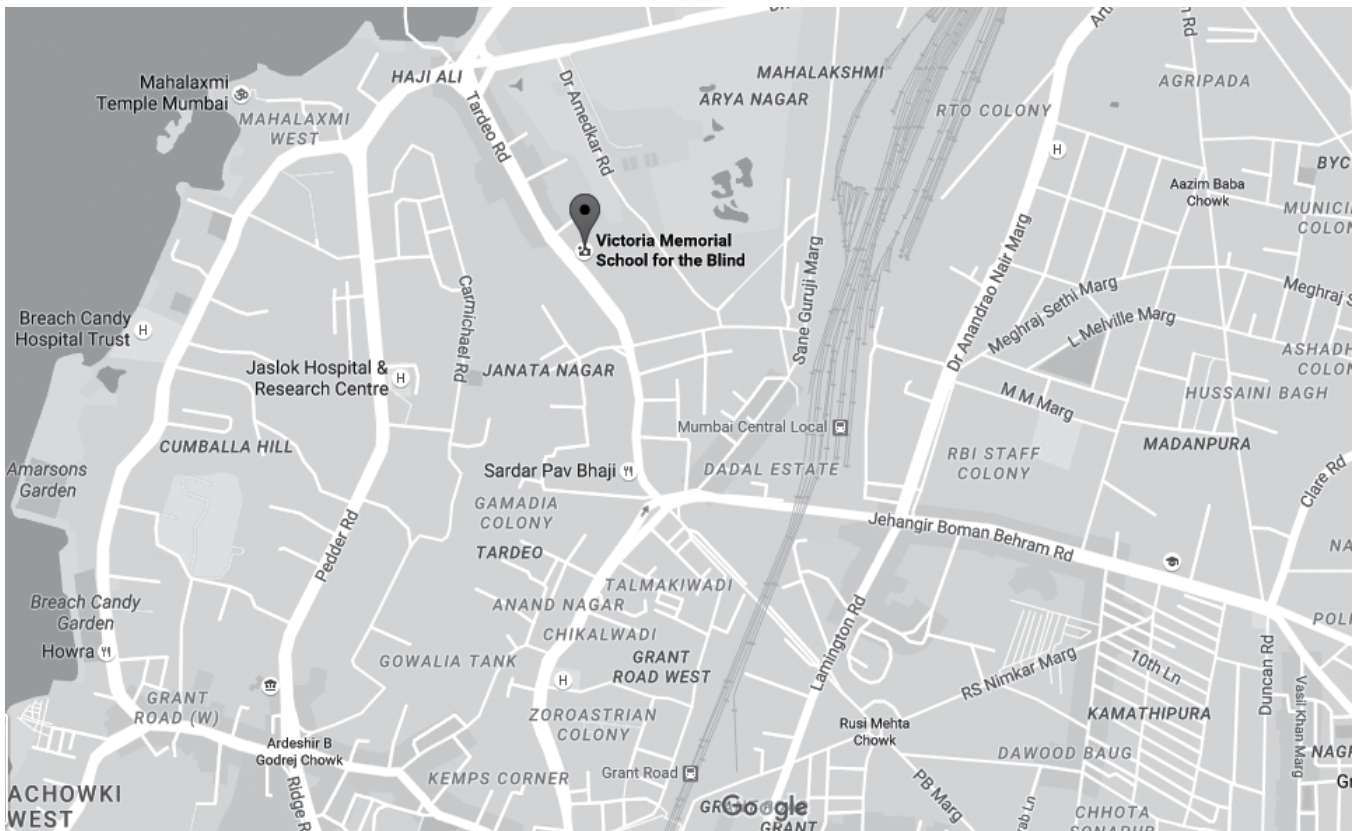 HAJI ALI
Mahalaxmi
Temple Mumbai
MAHALAXMI
WEST
Tardeo Rd
Dr Amedkar Rd
MAHALAKSHMI
ARYA NAGAR
RTO COLONY
AGRIPADA
Aazim Baba
Chowk
Victoria Memorial
School for the Blind
Sane Guruji Marg
Dr Anandrao Nair Marg
Meghraj Sethi Marg
L Melville Marg
M M Marg
HUSSAINI BAGH
Breach Candy
Hospital Trust
Jaslok Hospital &
Research Centre
Carmichael Rd
JANATA NAGAR
Mumbai Central Local
CUMBALLA HILL
Amarsons
Garden
Sardar Pav Bhaji
DADAL ESTATE
RBI STAFF
COLONY
MADANPURA
Clare Rd
GAMADIA
COLONY
TARDEO
Pedder Rd
Jehangir Boman Behram Rd
TALMAKIWADI
ANAND NAGAR
CHIKALWADI
Breach Candy
Garden
Howra
GOWALIA TANK
GRANT
ROAD WEST
Lamington Rd
RS Nimkar Marg
10th Ln
Duncan Rd
Vasil Khan Marg
GRANT
ROAD (W)
ZOROASTRIAN
COLONY
Rusi Mehta
Chowk
KAMATHIPURA
Ardeshir B
Godrej Chowk
KEMPS CORNER
Grant Road
DAWOOD BAUG
PB Marg
ACHOWKI
WEST
Ridge R
Google
GRANT
CHHOTA
H
H
H
H